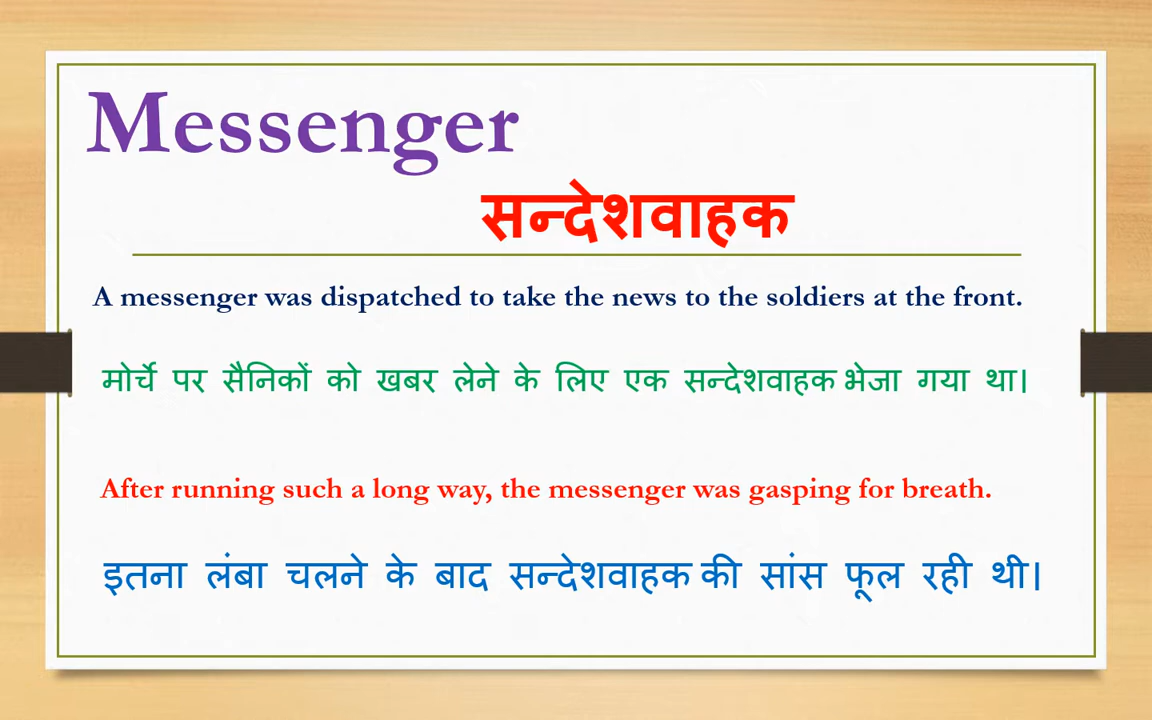 Messenger
सन्देशवाहक
A messenger was dispatched to take the news to the soldiers at the front.
मोर्चे पर सैनिकों को खबर लेने के लिए एक सन्देशवाहक भेजा गया था।
After running such a long way, the messenger was gasping for breath.
इतना लंबा चलने के बाद सन्देशवाहक की सांस फूल रही थी।